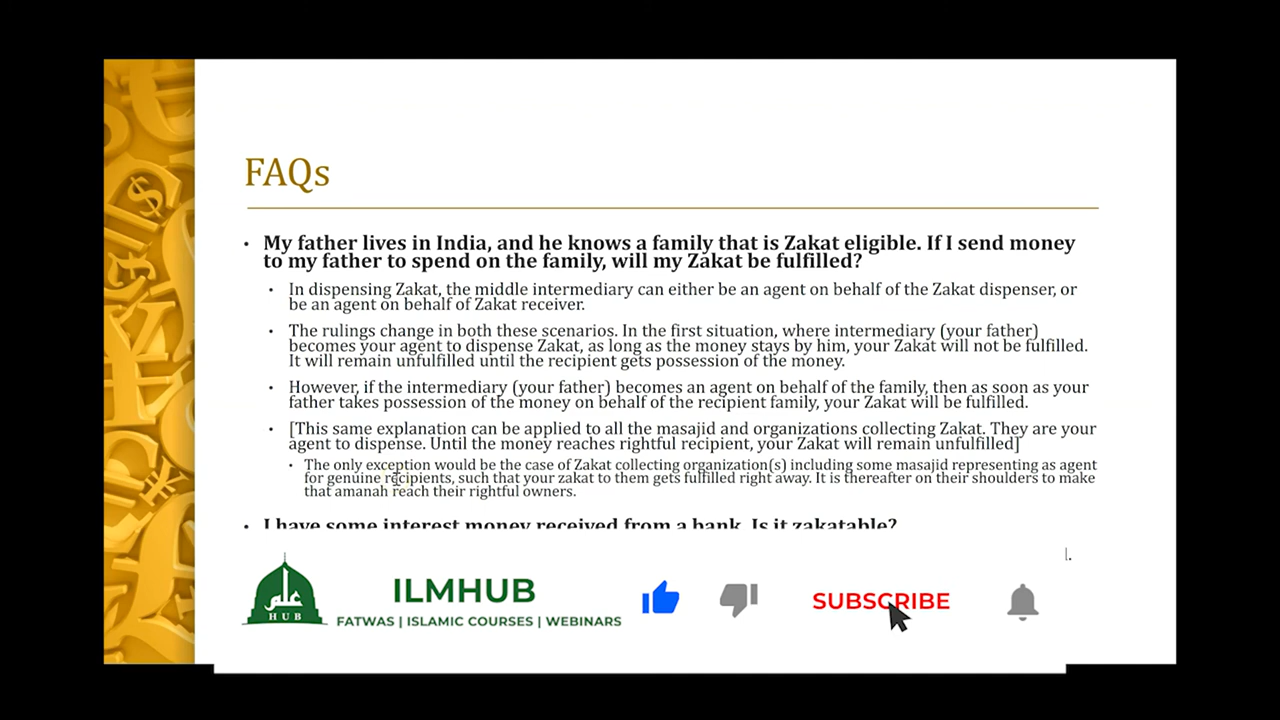 FAQs
• My father lives in India, and he knows a family that is Zakat eligible. If I send money
to my father to spend on the family, will my Zakat be fulfilled?
• In dispensing Zakat, the middle intermediary can either be an agent on behalf of the Zakat dispenser, or
be an agent on behalf of Zakat receiver.
• The rulings change in both these scenarios. In the first situation, where intermediary (your father)
becomes your agent to dispense Zakat, as long as the money stays by him, your Zakat will not be fulfilled.
It will remain unfulfilled until the recipient gets possession of the money.
• However, if the intermediary (your father) becomes an agent on behalf of the family, then as soon as your
father takes possession of the money on behalf of the recipient family, your Zakat will be fulfilled.
• [This same explanation can be applied to all the masajid and organizations collecting Zakat. They are your
agent to dispense. Until the money reaches rightful recipient, your Zakat will remain unfulfilled]
• The only exception would be the case of Zakat collecting organization(s) including some masajid representing as agent
for genuine recipients, such that your zakat to them gets fulfilled right away. It is thereafter on their shoulders to make
that amanah reach their rightful owners.
• I have some interest money received from a bank. Is it zakatable?
علم
HUB
ILMHUB
FATWAS | ISLAMIC COURSES | WEBINARS
SUBSCRIBE